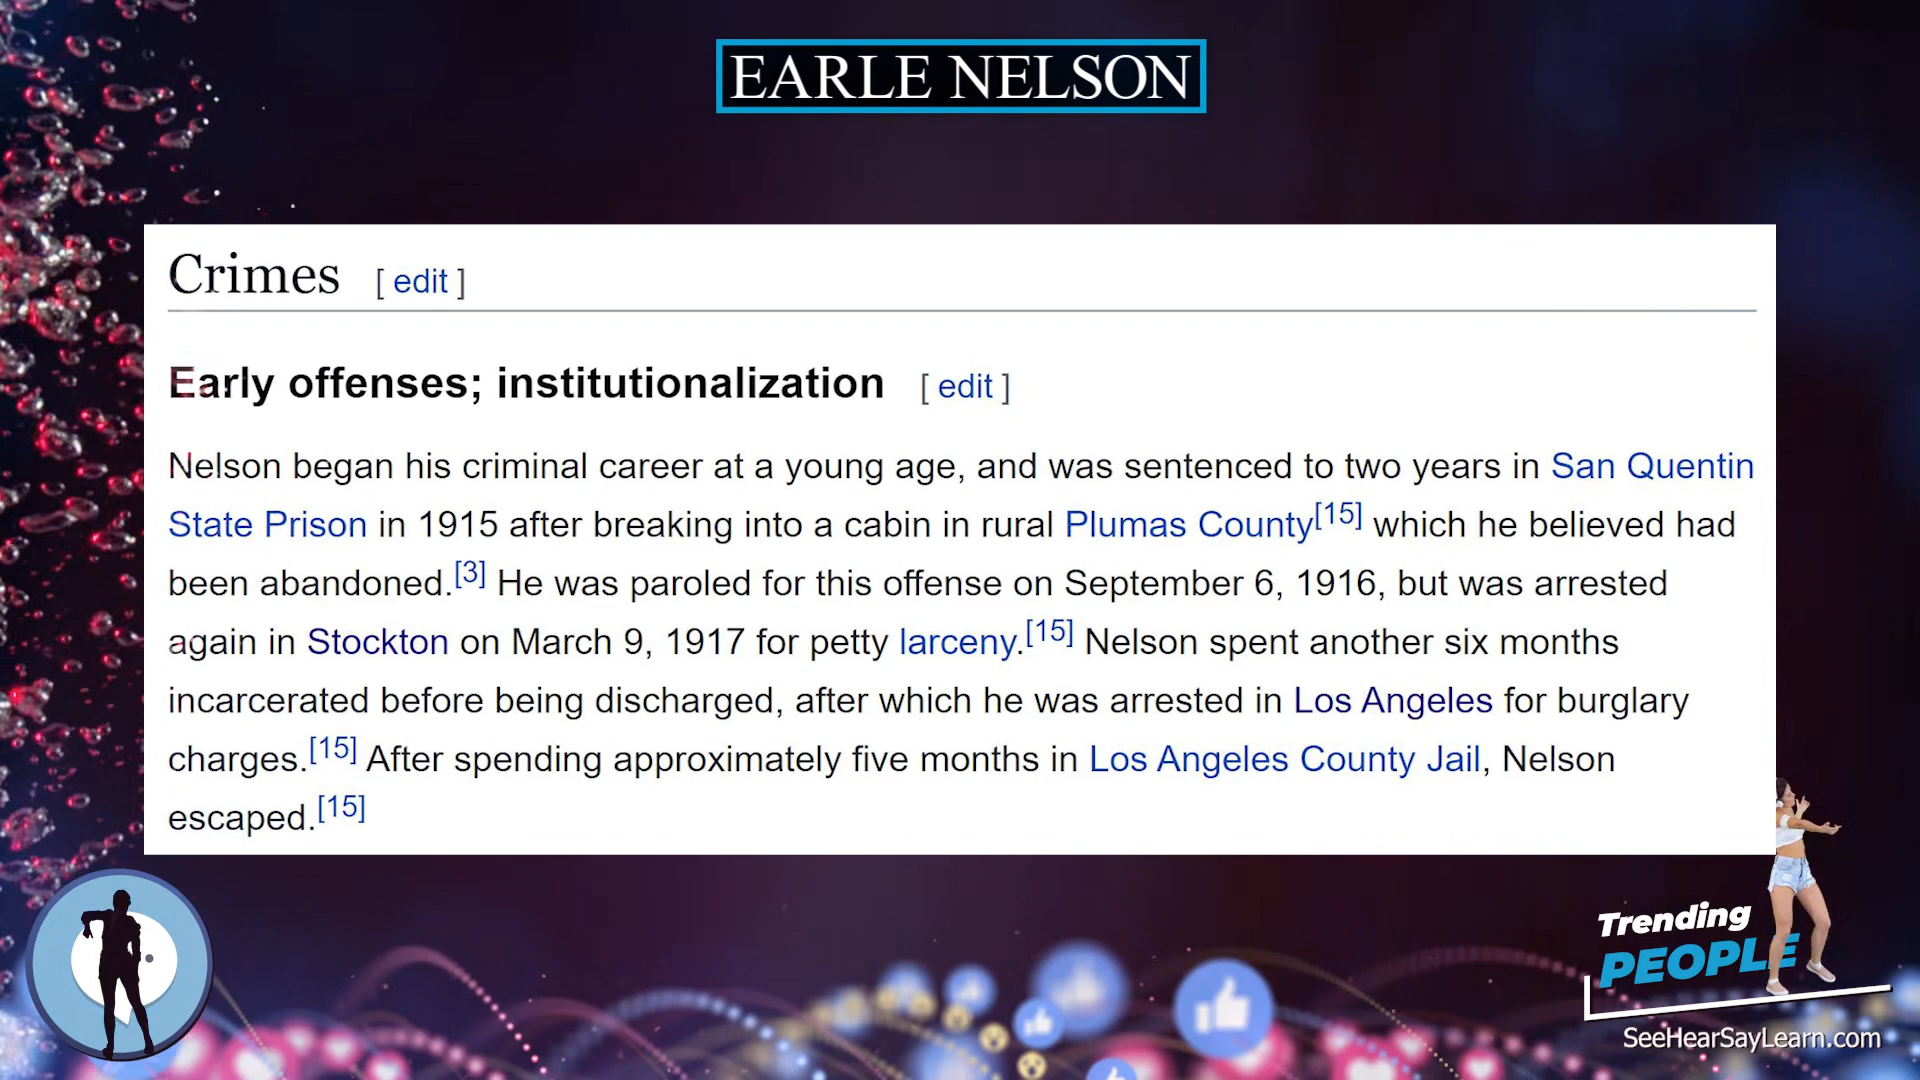 EARLE NELSON
Crimes [ edit ]
Early offenses; institutionalization [ edit ]
Nelson began his criminal career at a young age, and was sentenced to two years in San Quentin
State Prison in 1915 after breaking into a cabin in rural Plumas County[15] which he believed had
been abandoned.[3] He was paroled for this offense on September 6, 1916, but was arrested
again in Stockton on March 9, 1917 for petty larceny.[15] Nelson spent another six months
incarcerated before being discharged, after which he was arrested in Los Angeles for burglary
charges.[15] After spending approximately five months in Los Angeles County Jail, Nelson
escaped.[15]
Trending
PEOPLE
SeeHearSayLearn.com